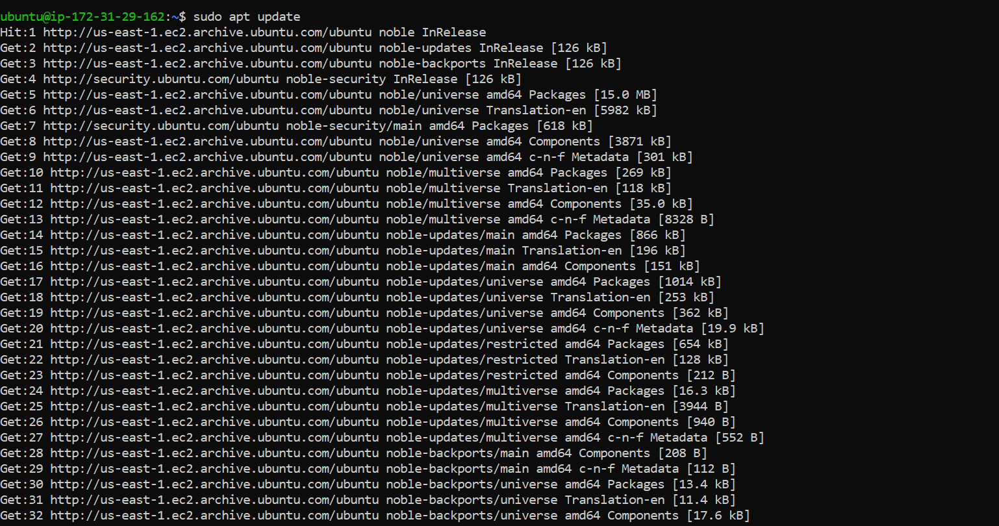 ubuntu@ip-172-31-29-162:~$ sudo apt update
Hit:1 http://us-east-1.ec2.archive.ubuntu.com/ubuntu noble InRelease
Get:2 http://us-east-1.ec2.archive.ubuntu.com/ubuntu noble-updates InRelease [126 kB]
Get:3 http://us-east-1.ec2.archive.ubuntu.com/ubuntu noble-backports InRelease [126 kB]
Get:4 http://security.ubuntu.com/ubuntu noble-security InRelease [126 kB]
Get:5 http://us-east-1.ec2.archive.ubuntu.com/ubuntu noble/universe amd64 Packages [15.0 MB]
Get:6 http://us-east-1.ec2.archive.ubuntu.com/ubuntu noble/universe Translation-en [5982 kB]
Get:7 http://security.ubuntu.com/ubuntu noble-security/main amd64 Packages [618 kB]
Get:8 http://us-east-1.ec2.archive.ubuntu.com/ubuntu noble/universe amd64 Components [3871 kB]
Get:9 http://us-east-1.ec2.archive.ubuntu.com/ubuntu noble/universe amd64 c-n-f Metadata [301 kB]
Get:10 http://us-east-1.ec2.archive.ubuntu.com/ubuntu noble/multiverse amd64 Packages [269 kB]
Get:11 http://us-east-1.ec2.archive.ubuntu.com/ubuntu noble/multiverse Translation-en [118 kB]
Get:12 http://us-east-1.ec2.archive.ubuntu.com/ubuntu noble/multiverse amd64 Components [35.0 kB]
Get:13 http://us-east-1.ec2.archive.ubuntu.com/ubuntu noble/multiverse amd64 c-n-f Metadata [8328 B]
Get:14 http://us-east-1.ec2.archive.ubuntu.com/ubuntu noble-updates/main amd64 Packages [866 kB]
Get:15 http://us-east-1.ec2.archive.ubuntu.com/ubuntu noble-updates/main Translation-en [196 kB]
Get:16 http://us-east-1.ec2.archive.ubuntu.com/ubuntu noble-updates/main amd64 Components [151 kB]
Get:17 http://us-east-1.ec2.archive.ubuntu.com/ubuntu noble-updates/universe amd64 Packages [1014 kB]
Get:18 http://us-east-1.ec2.archive.ubuntu.com/ubuntu noble-updates/universe Translation-en [253 kB]
Get:19 http://us-east-1.ec2.archive.ubuntu.com/ubuntu noble-updates/universe amd64 Components [362 kB]
Get:20 http://us-east-1.ec2.archive.ubuntu.com/ubuntu noble-updates/universe amd64 c-n-f Metadata [19.9 kB]
Get:21 http://us-east-1.ec2.archive.ubuntu.com/ubuntu noble-updates/restricted amd64 Packages [654 kB]
Get:22 http://us-east-1.ec2.archive.ubuntu.com/ubuntu noble-updates/restricted Translation-en [128 kB]
Get:23 http://us-east-1.ec2.archive.ubuntu.com/ubuntu noble-updates/restricted amd64 Components [212 B]
Get:24 http://us-east-1.ec2.archive.ubuntu.com/ubuntu noble-updates/multiverse amd64 Packages [16.3 kB]
Get:25 http://us-east-1.ec2.archive.ubuntu.com/ubuntu noble-updates/multiverse Translation-en [3944 B]
Get:26 http://us-east-1.ec2.archive.ubuntu.com/ubuntu noble-updates/multiverse amd64 Components [940 B]
Get:27 http://us-east-1.ec2.archive.ubuntu.com/ubuntu noble-updates/multiverse amd64 c-n-f Metadata [552 B]
Get:28 http://us-east-1.ec2.archive.ubuntu.com/ubuntu noble-backports/main amd64 Components [208 B]
Get:29 http://us-east-1.ec2.archive.ubuntu.com/ubuntu noble-backports/main amd64 c-n-f Metadata [112 B]
Get:30 http://us-east-1.ec2.archive.ubuntu.com/ubuntu noble-backports/universe amd64 Packages [13.4 kB]
Get:31 http://us-east-1.ec2.archive.ubuntu.com/ubuntu noble-backports/universe Translation-en [11.4 kB]
Get:32 http://us-east-1.ec2.archive.ubuntu.com/ubuntu noble-backports/universe amd64 Components [17.6 kB]